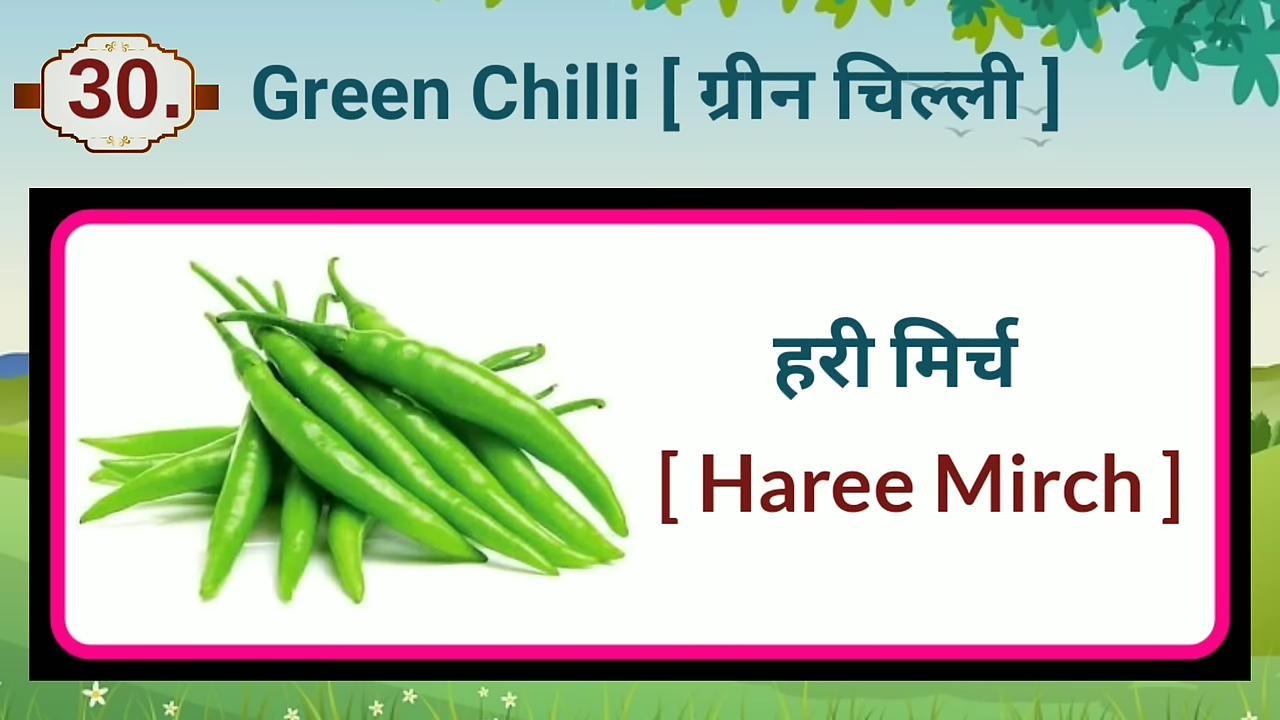 30. Green Chilli [ ग्रीन चिल्ली ]
हरी मिर्च
[ Haree Mirch ]